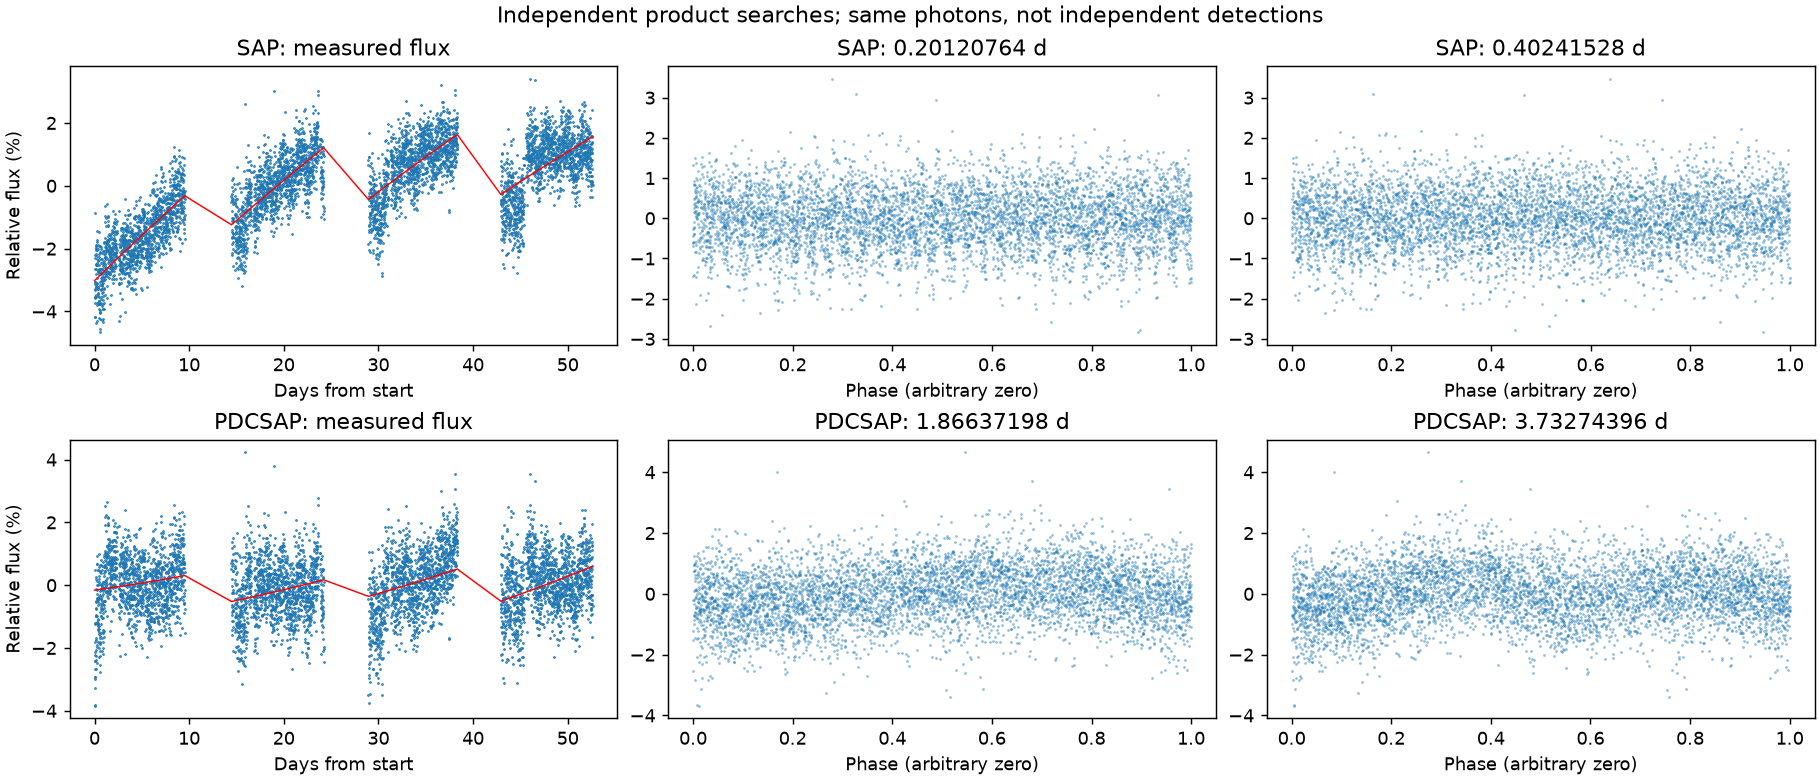 Independent product searches; same photons, not independent detections
SAP: measured flux
SAP: 0.20120764 d
SAP: 0.40241528 d
Relative flux (%)
2
0
−2
−4
3
2
1
0
−1
−2
−3
3
2
1
0
−1
−2
−3
0 10 20 30 40 50
0.0 0.2 0.4 0.6 0.8 1.0
0.0 0.2 0.4 0.6 0.8 1.0
Days from start
Phase (arbitrary zero)
Phase (arbitrary zero)
PDCSAP: measured flux
PDCSAP: 1.86637198 d
PDCSAP: 3.73274396 d
Relative flux (%)
4
2
0
−2
−4
4
2
0
−2
−4
4
2
0
−2
−4
0 10 20 30 40 50
0.0 0.2 0.4 0.6 0.8 1.0
0.0 0.2 0.4 0.6 0.8 1.0
Days from start
Phase (arbitrary zero)
Phase (arbitrary zero)